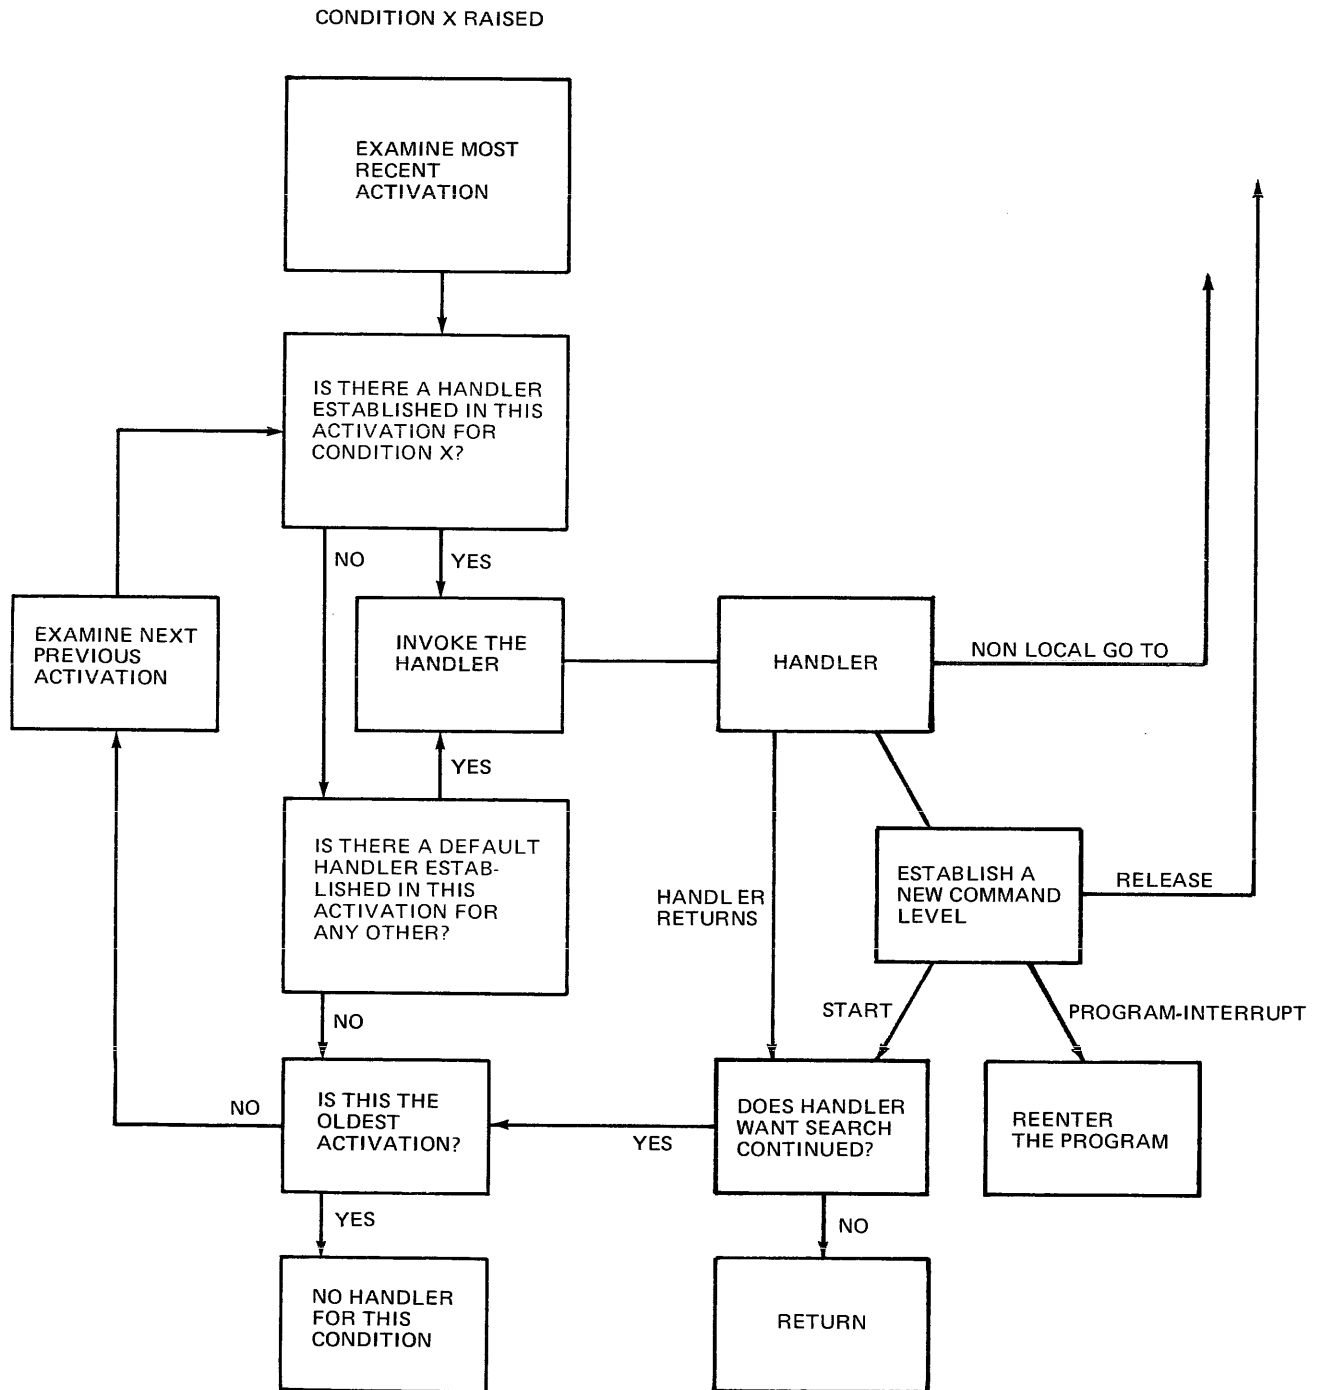 CONDITION X RAISED
EXAMINE MOST
RECENT
ACTIVATION
IS THERE A HANDLER
ESTABLISHED IN THIS
ACTIVATION FOR
CONDITION X?
NO
YES
EXAMINE NEXT
PREVIOUS
ACTIVATION
INVOKE THE
HANDLER
HANDLER
NON LOCAL GO TO
YES
IS THERE A DEFAULT
HANDLER ESTAB-
LISHED IN THIS
ACTIVATION FOR
ANY OTHER?
HANDLER
RETURNS
ESTABLISH A
NEW COMMAND
LEVEL
RELEASE
NO
START
PROGRAM-INTERRUPT
NO
IS THIS THE
OLDEST
ACTIVATION?
YES
DOES HANDLER
WANT SEARCH
CONTINUED?
REENTER
THE PROGRAM
YES
NO
NO HANDLER
FOR THIS
CONDITION
RETURN